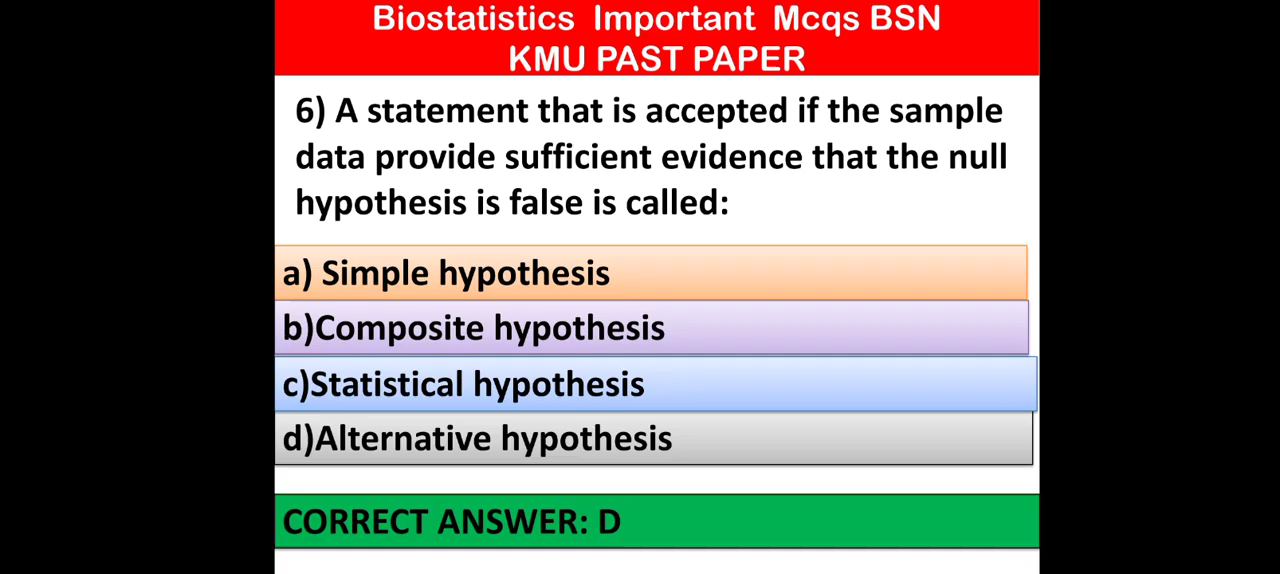 Biostatistics Important Mcqs BSN
KMU PAST PAPER
6) A statement that is accepted if the sample
data provide sufficient evidence that the null
hypothesis is false is called:
a) Simple hypothesis
b)Composite hypothesis
c)Statistical hypothesis
d)Alternative hypothesis
CORRECT ANSWER: D